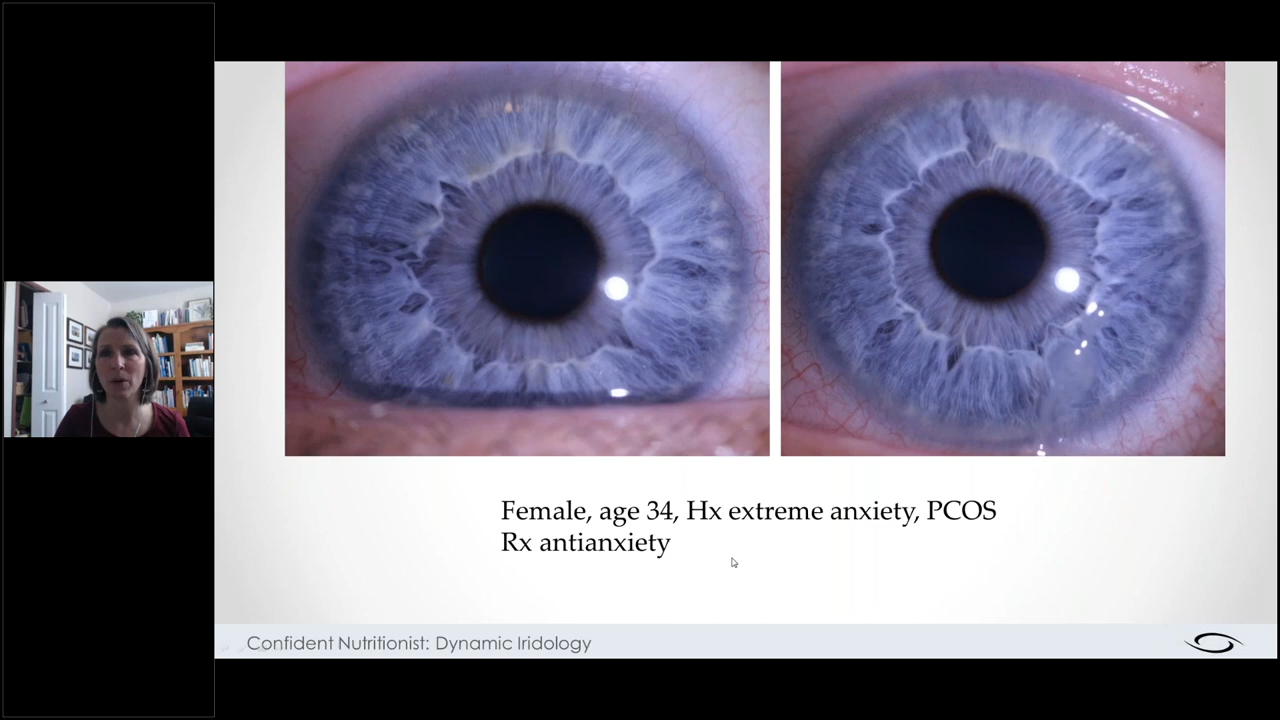 Female, age 34, Hx extreme anxiety, PCOS
Rx antianxiety
Confident Nutritionist: Dynamic Iridology